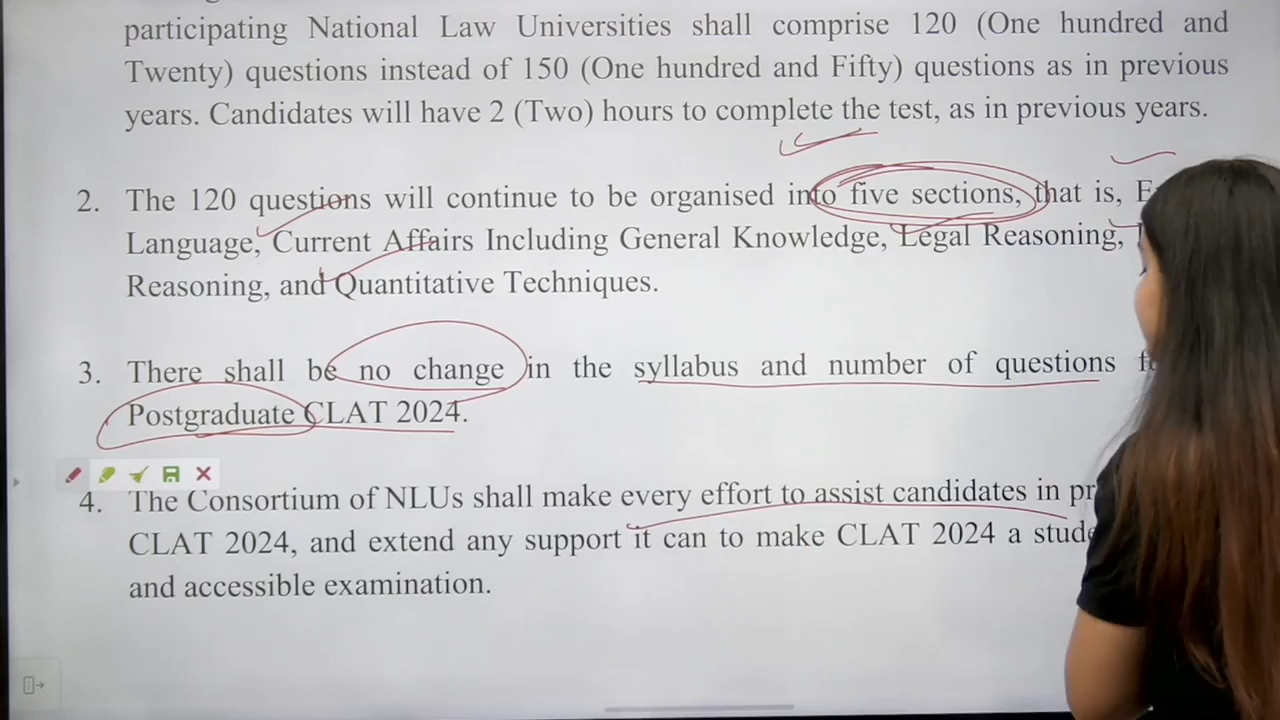 participating National Law Universities shall comprise 120 (One hundred and
Twenty) questions instead of 150 (One hundred and Fifty) questions as in previous
years. Candidates will have 2 (Two) hours to complete the test, as in previous years.
2. The 120 questions will continue to be organised into five sections, that is,
Language, Current Affairs Including General Knowledge, Legal Reasoning,
Reasoning, and Quantitative Techniques.
3. There shall be no change in the syllabus and number of questions
Postgraduate CLAT 2024.
4. The Consortium of NLUs shall make every effort to assist candidates in
CLAT 2024, and extend any support it can to make CLAT 2024 a
and accessible examination.